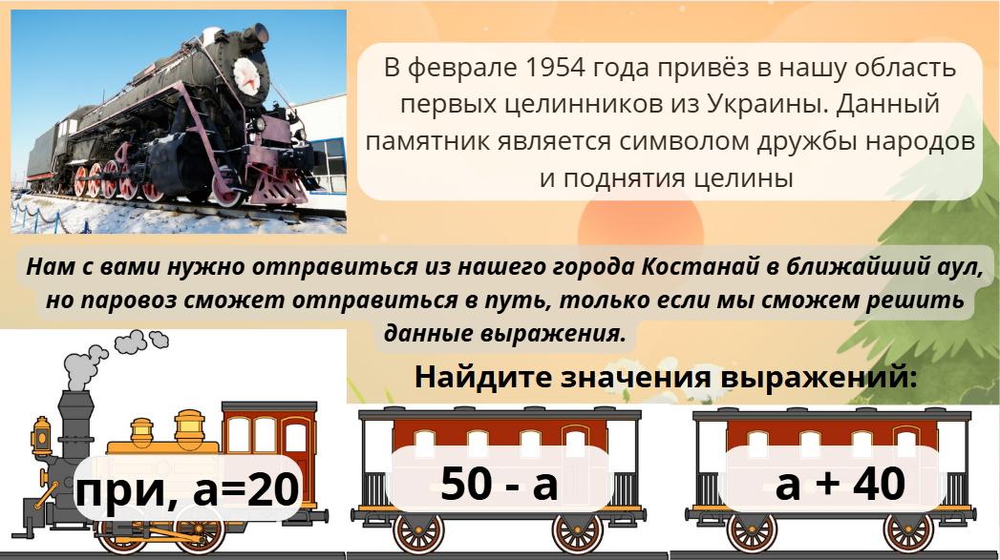 В феврале 1954 года привёз в нашу область
первых целинников из Украины. Данный
памятник является символом дружбы народов
и поднятия целины
Нам с вами нужно отправиться из нашего города Костанай в ближайший аул,
но паровоз сможет отправиться в путь, только если мы сможем решить
данные выражения.
Найдите значения выражений:
при, а=20
50 - а
а + 40